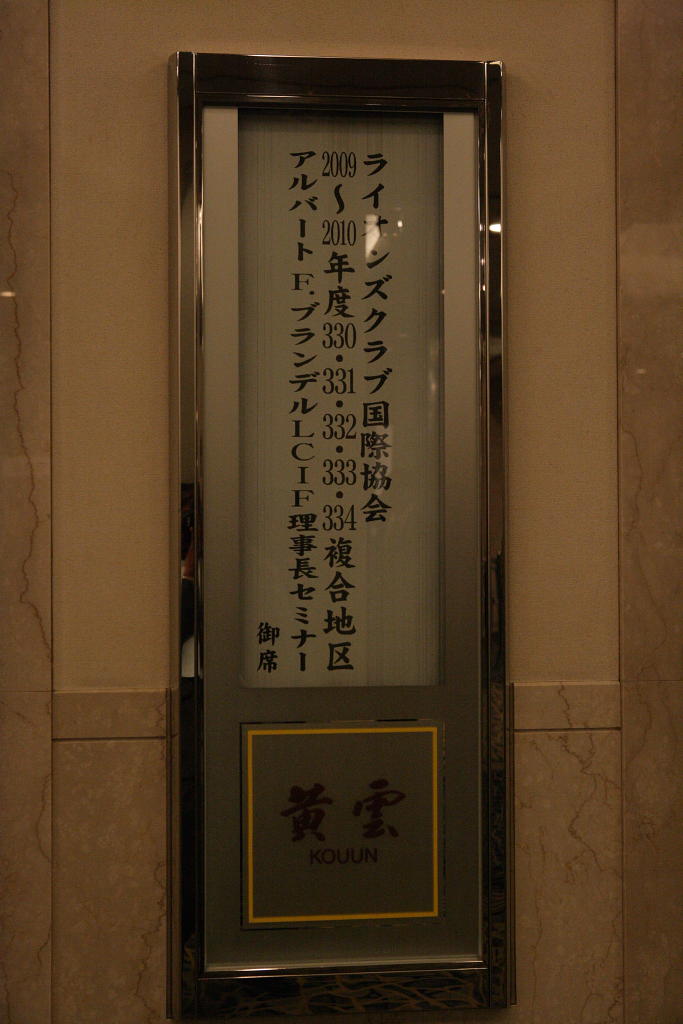 ライオンズクラブ国際協会
2009～2010年度330・331・332・333・334複合地区
アルバートF.ブランデルLCIF理事長セミナー
御席
黄雲
KOUUN